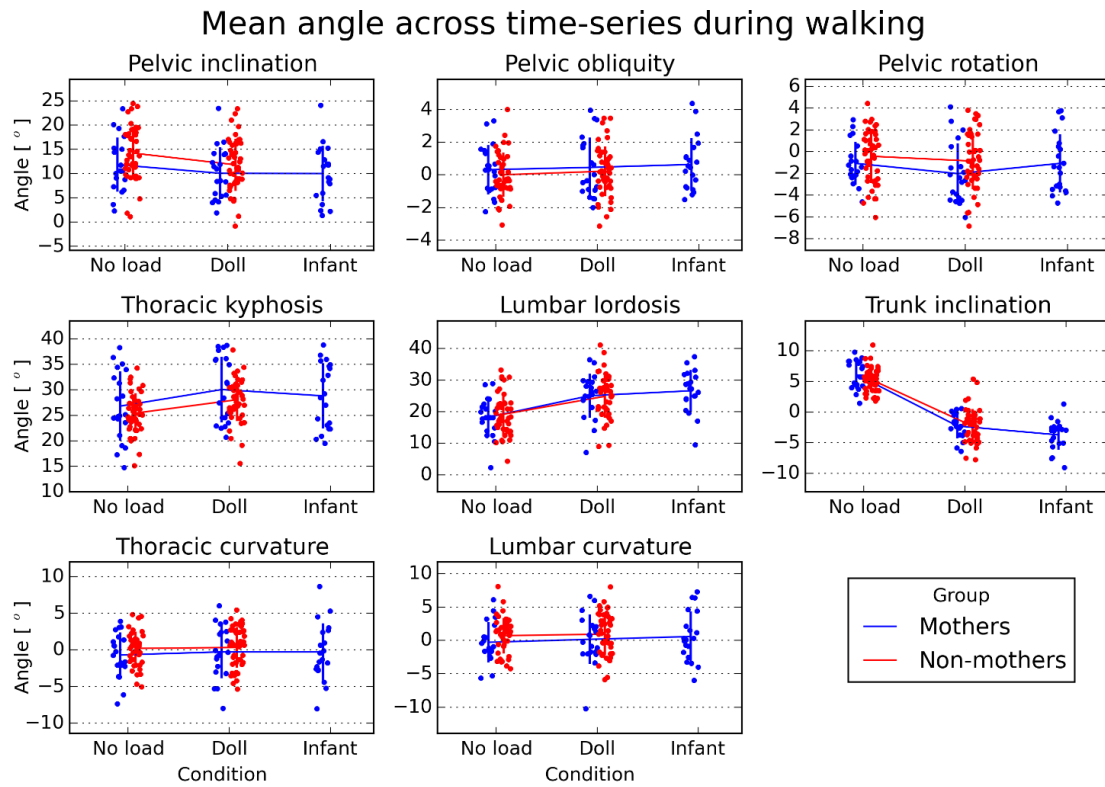 Mean angle across time-series during walking
Pelvic inclination
Angle [ ° ]
25
20
15
10
5
0
−5
No load Doll Infant
Pelvic obliquity
4
2
0
−2
−4
No load Doll Infant
Pelvic rotation
6
4
2
0
−2
−4
−6
−8
No load Doll Infant
Thoracic kyphosis
Angle [ ° ]
40
35
30
25
20
15
10
No load Doll Infant
Lumbar lordosis
40
30
20
10
0
No load Doll Infant
Trunk inclination
10
5
0
−5
−10
No load Doll Infant
Thoracic curvature
Angle [ ° ]
10
5
0
−5
−10
No load Doll Infant
Condition
Lumbar curvature
10
5
0
−5
−10
No load Doll Infant
Condition
Group
Mothers
Non-mothers